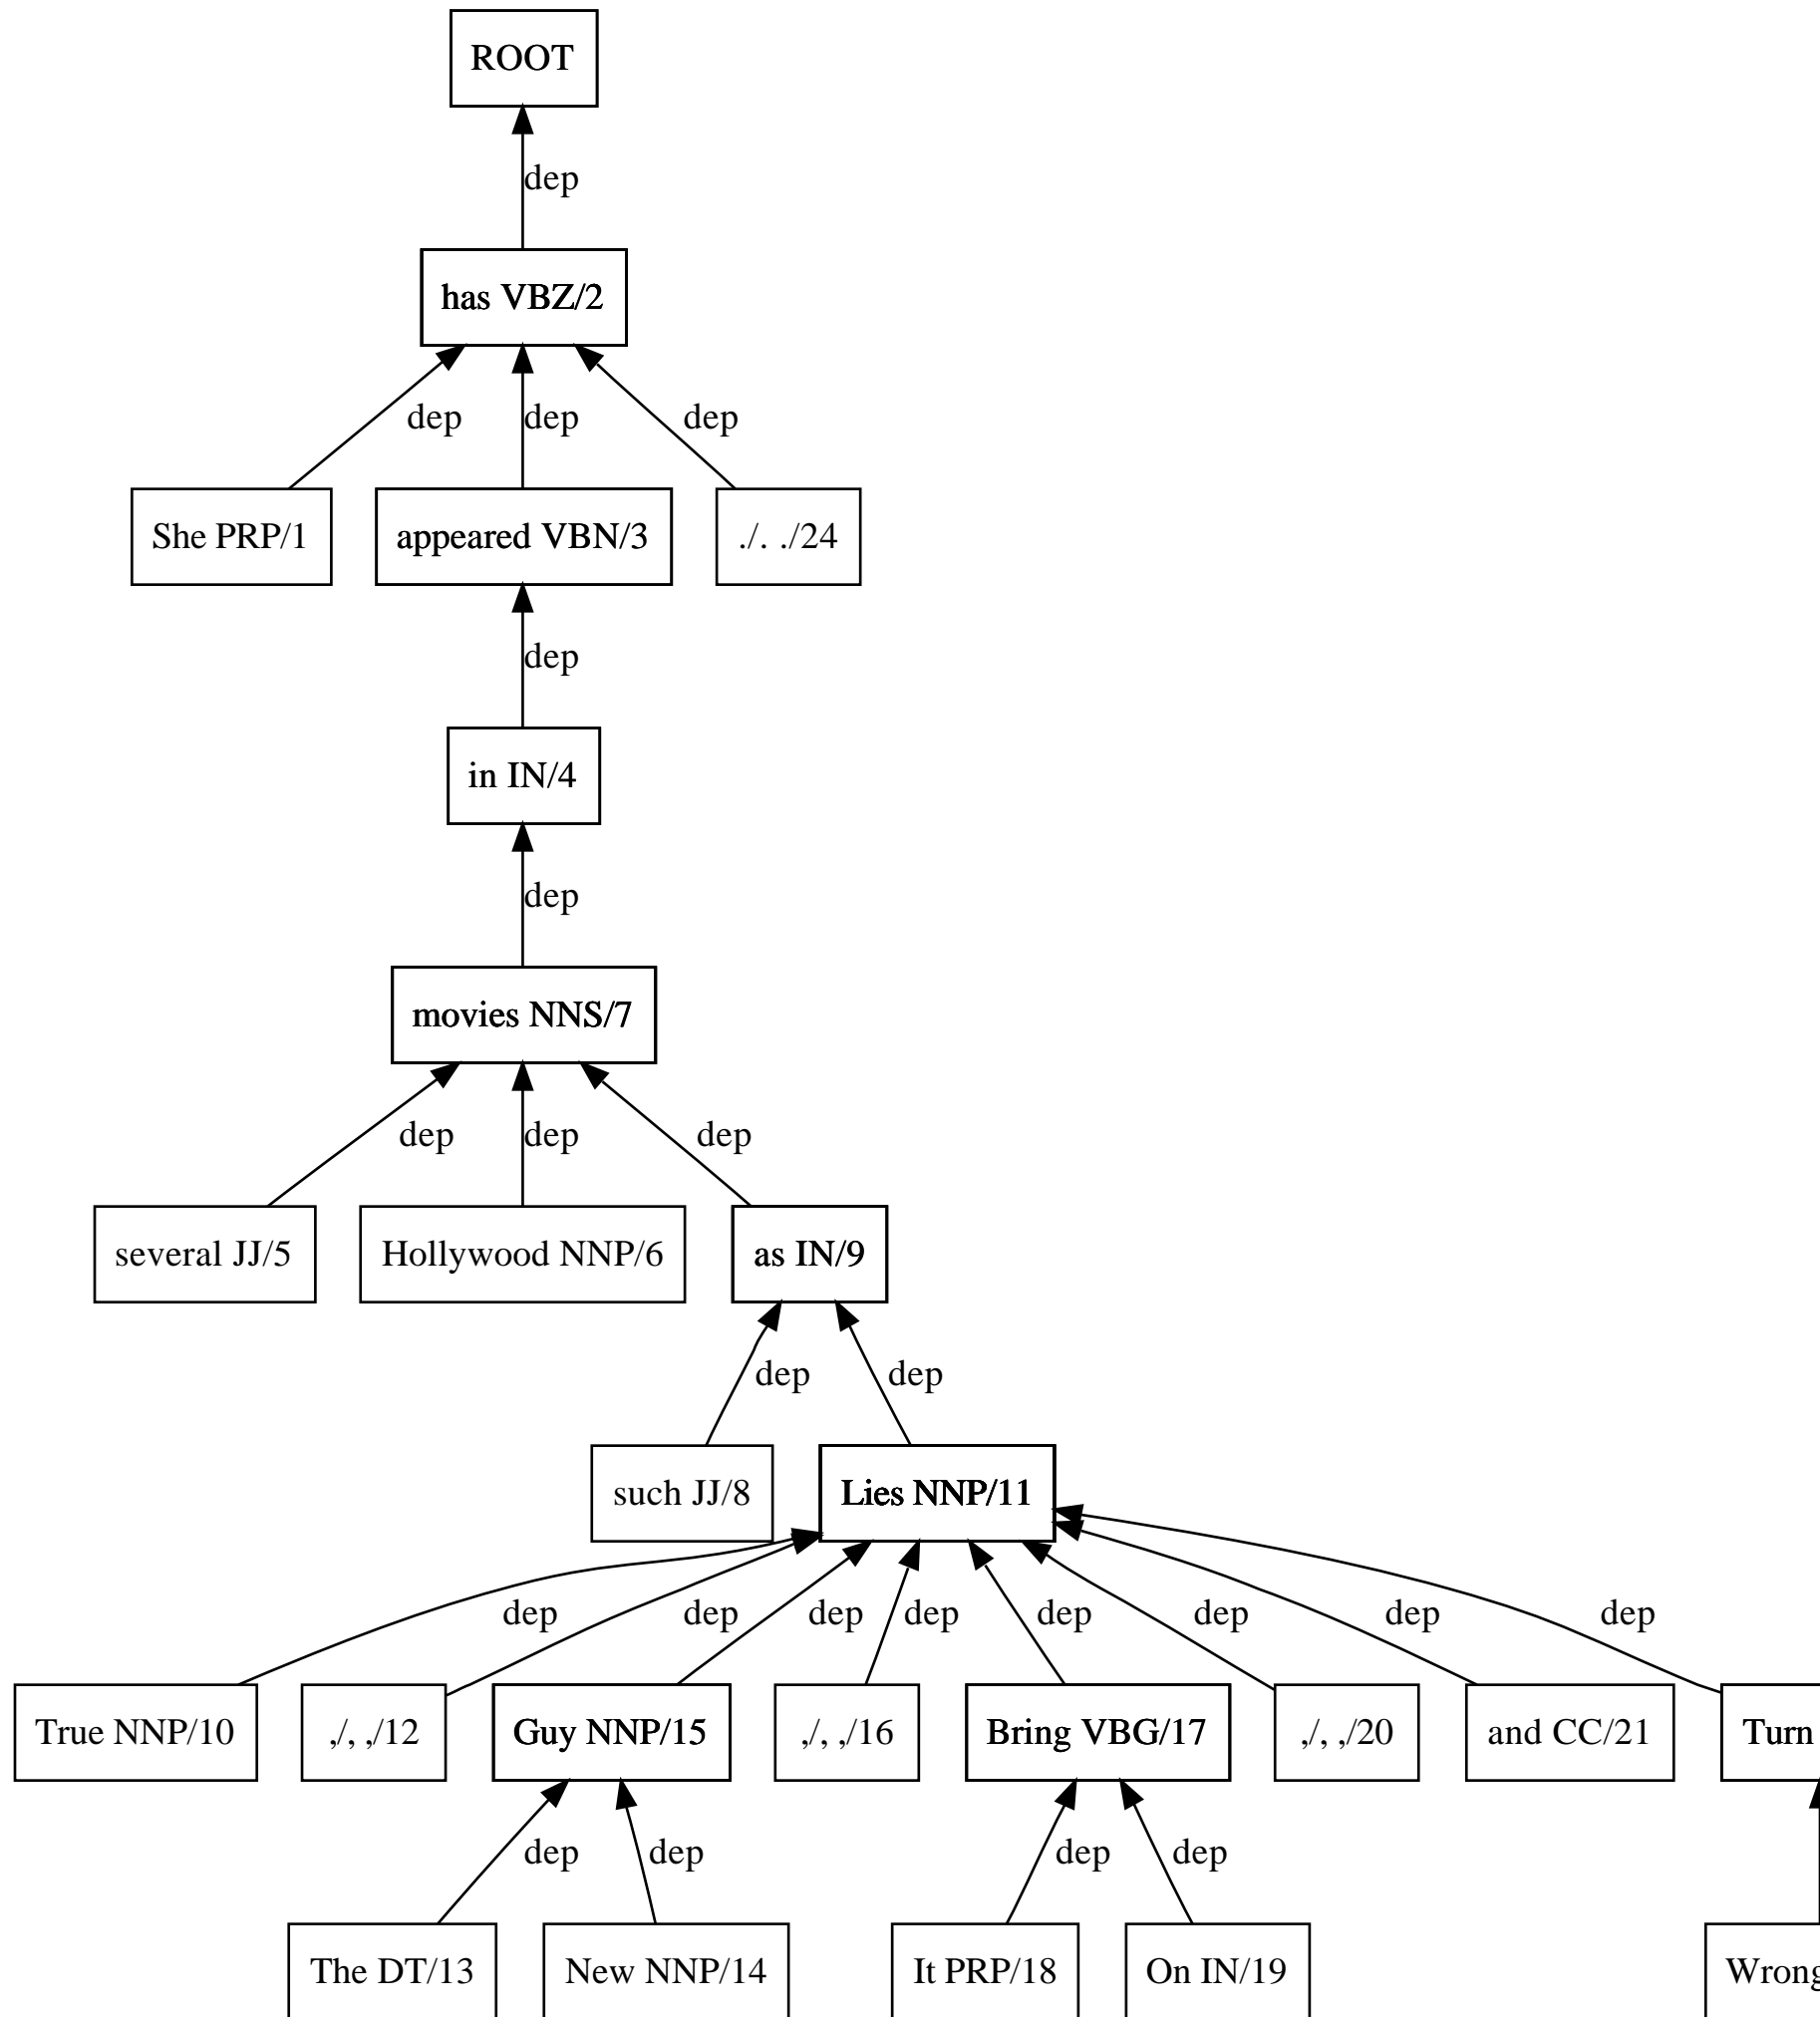 ROOT
dep
has VBZ/2
dep dep dep
She PRP/1 appeared VBN/3 ./. ./24
dep
in IN/4
dep
movies NNS/7
dep dep dep
several JJ/5 Hollywood NNP/6 as IN/9
dep dep
such JJ/8 Lies NNP/11
dep dep dep dep dep dep dep dep
True NNP/10 ,/, ,/12 Guy NNP/15 ,/, ,/16 Bring VBG/17 ,/, ,/20 and CC/21 Turn
dep dep dep dep
The DT/13 New NNP/14 It PRP/18 On IN/19 Wrong